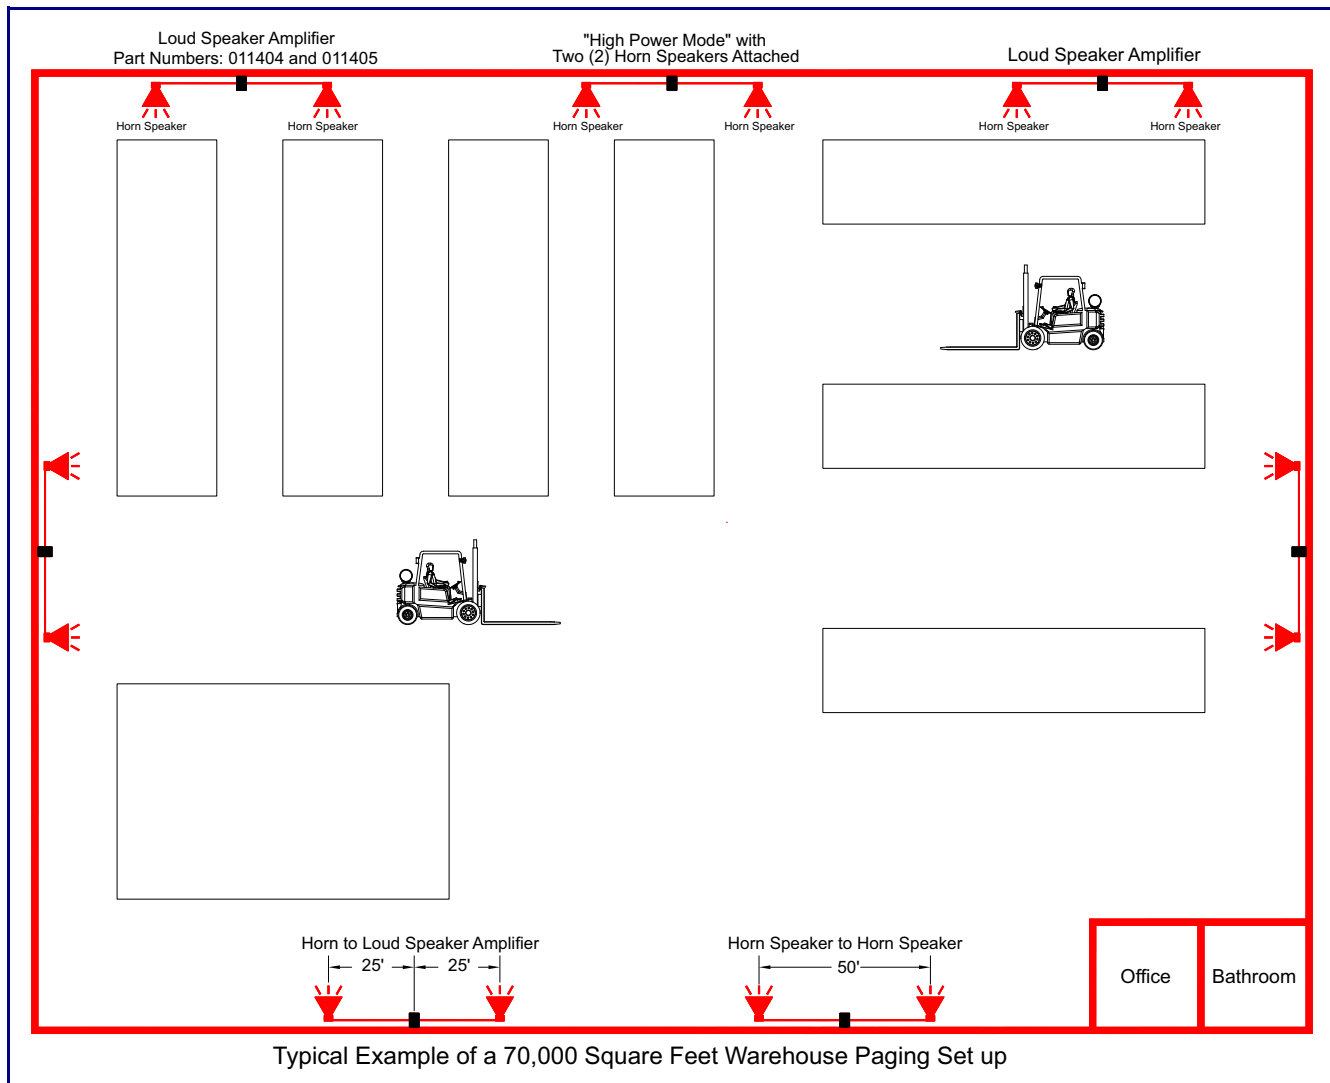 Loud Speaker Amplifier
Part Numbers: 011404 and 011405
"High Power Mode" with
Two (2) Horn Speakers Attached
Loud Speaker Amplifier
Horn Speaker
Horn Speaker
Horn Speaker
Horn Speaker
Horn Speaker
Horn Speaker
Horn to Loud Speaker Amplifier
25'
25'
Horn Speaker to Horn Speaker
50'
Office
Bathroom
Typical Example of a 70,000 Square Feet Warehouse Paging Set up